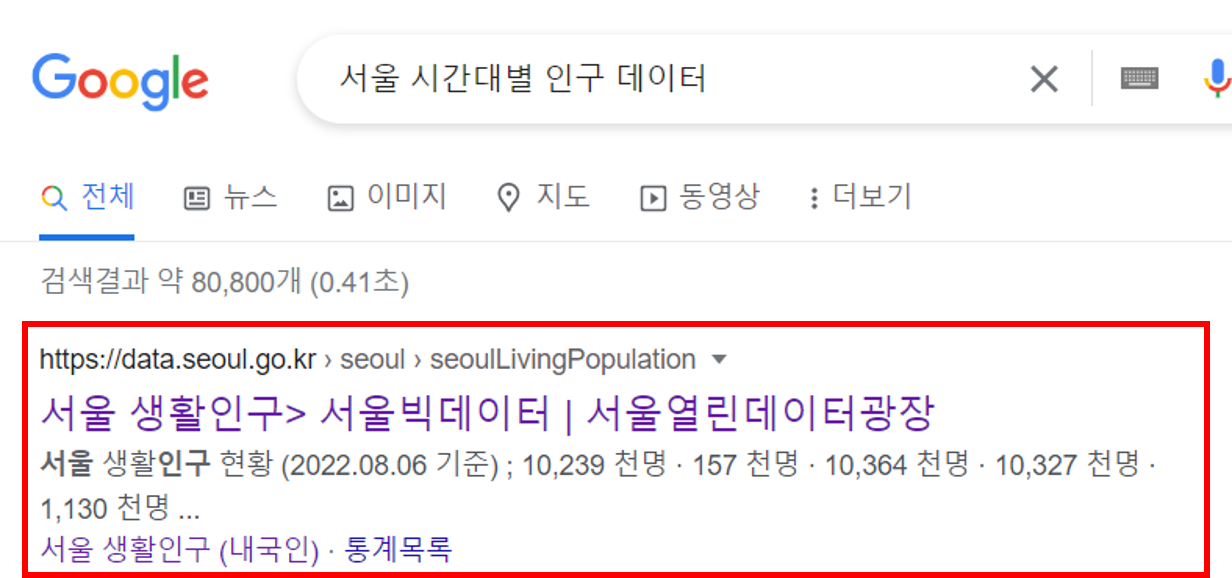 Google 서울 시간대별 인구 데이터
전체 뉴스 이미지 지도 동영상 더보기
검색결과 약 80,800개 (0.41초)
https://data.seoul.go.kr › seoul › seoulLivingPopulation
서울 생활인구> 서울빅데이터 | 서울열린데이터광장
서울 생활인구 현황 (2022.08.06 기준) ; 10,239 천명 · 157 천명 · 10,364 천명 · 10,327 천명 ·
1,130 천명 ...
서울 생활인구 (내국인) · 통계목록